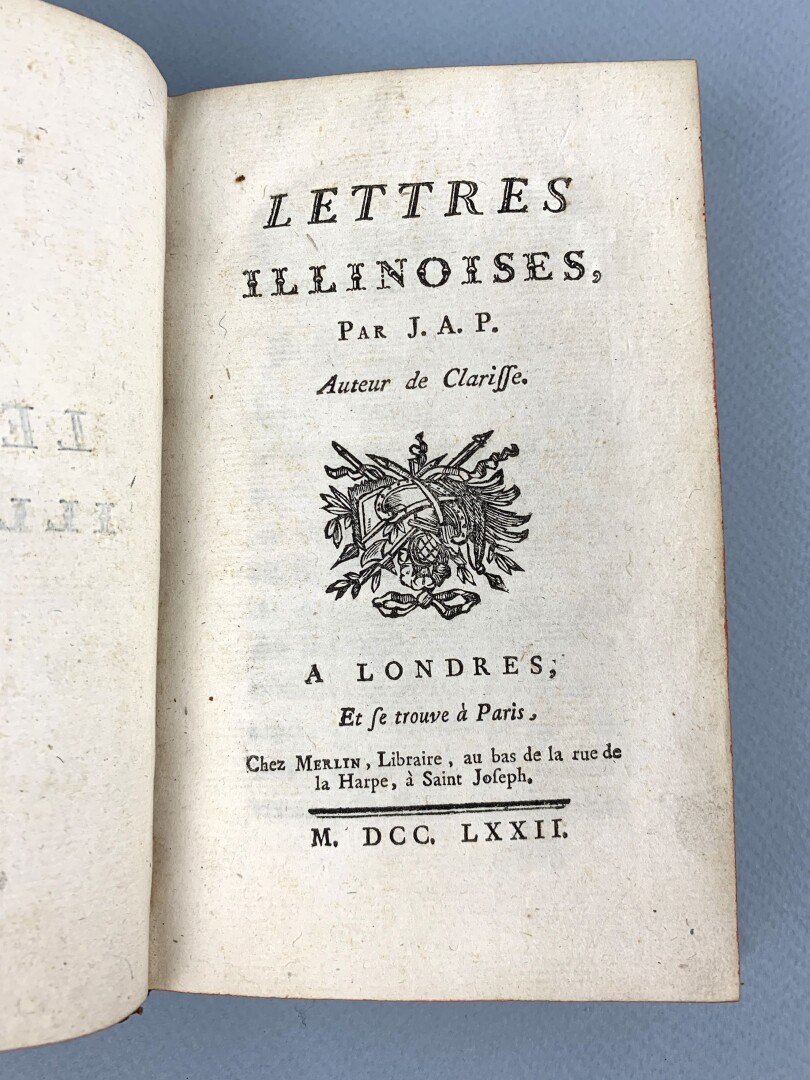 LETTRES
ILLINOISES,
PAR J. A. P.
Auteur de Clariſſe.
A LONDRES,
Et ſe trouve à Paris,
Chez MERLIN, Libraire, au bas de la rue de
la Harpe, à Saint Joſeph.
M. DCC. LXXII.